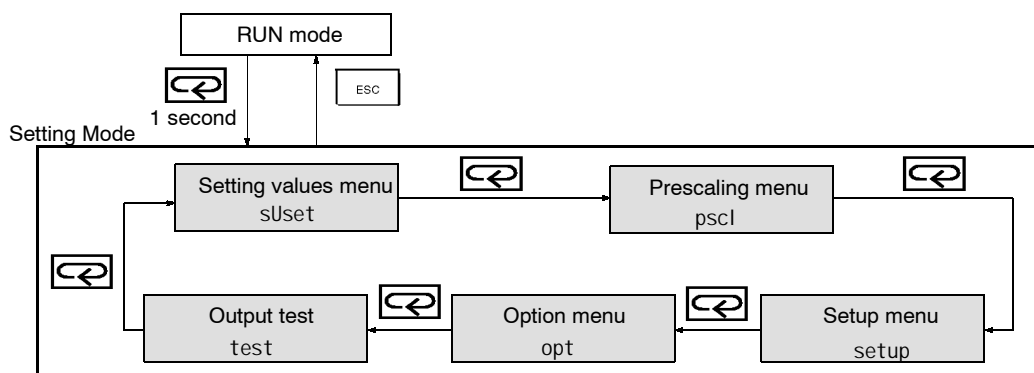 RUN mode
ESC
1 second
Setting Mode
Setting values menu
sUset
Prescaling menu
pscl
Output test
test
Option menu
opt
Setup menu
setup